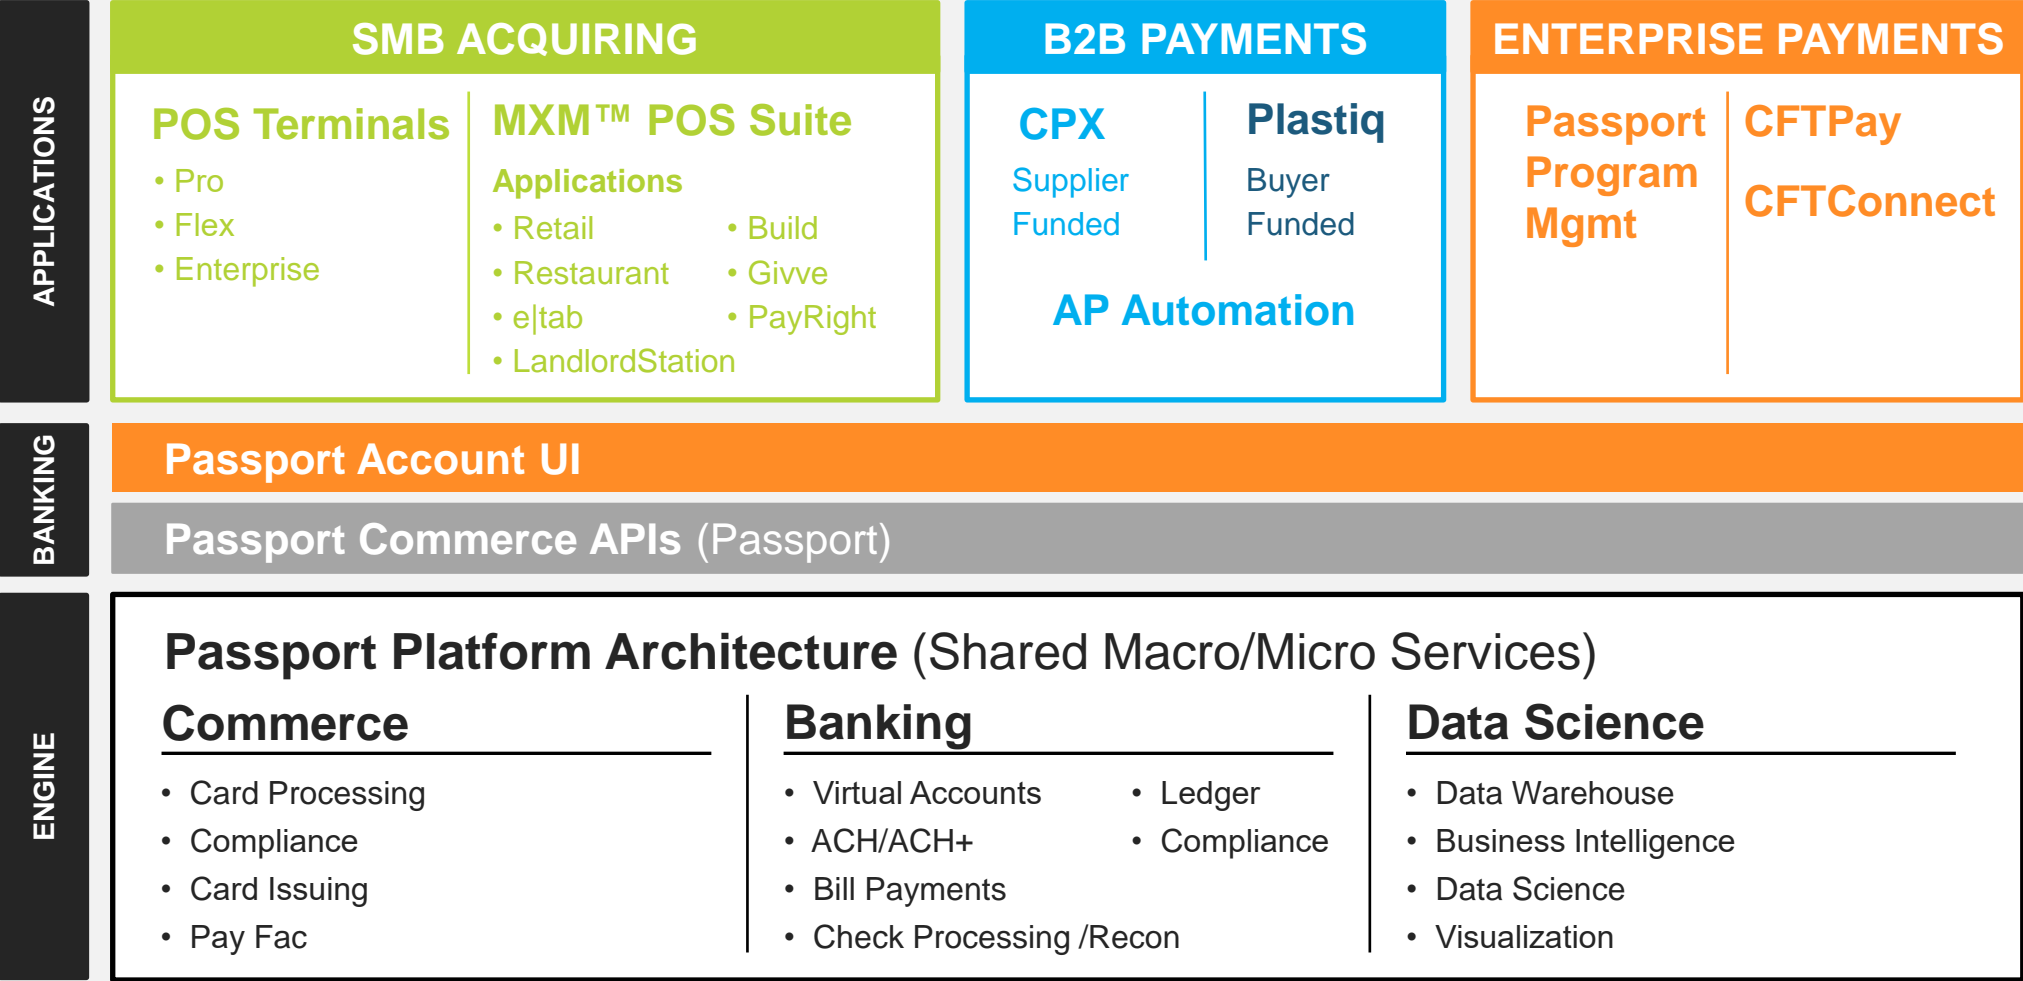 APPLICATIONS
SMB ACQUIRING
POS Terminals
• Pro
• Flex
• Enterprise
MXM™ POS Suite
Applications
• Retail
• Restaurant
• e|tab
• LandlordStation
• Build
• Givve
• PayRight
B2B PAYMENTS
CPX
Supplier
Funded
Plastiq
Buyer
Funded
AP Automation
ENTERPRISE PAYMENTS
Passport
Program
Mgmt
CFTPay
CFTConnect
BANKING
Passport Account UI
Passport Commerce APIs (Passport)
ENGINE
Passport Platform Architecture (Shared Macro/Micro Services)
Commerce
• Card Processing
• Compliance
• Card Issuing
• Pay Fac
Banking
• Virtual Accounts
• ACH/ACH+
• Bill Payments
• Check Processing /Recon
• Ledger
• Compliance
Data Science
• Data Warehouse
• Business Intelligence
• Data Science
• Visualization